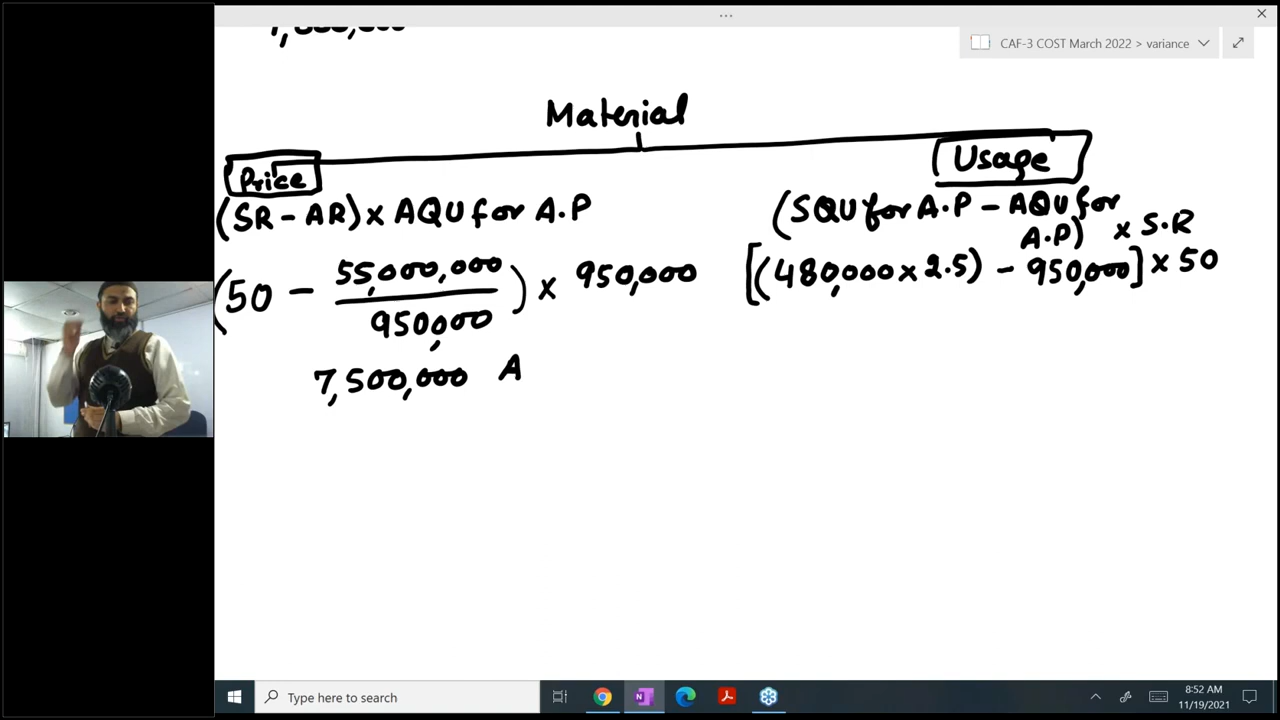 CAF-3 COST March 2022 > variance
Material
Price
Usage
(SR - AR) × AQU for A.P
(SQU for A.P - AQU for A.P) × S.R
(50 - 55,000,000 / 950,000) × 950,000
[(480,000 × 2.5) - 950,000] × 50
7,500,000 A
Type here to search
8:52 AM
11/19/2021